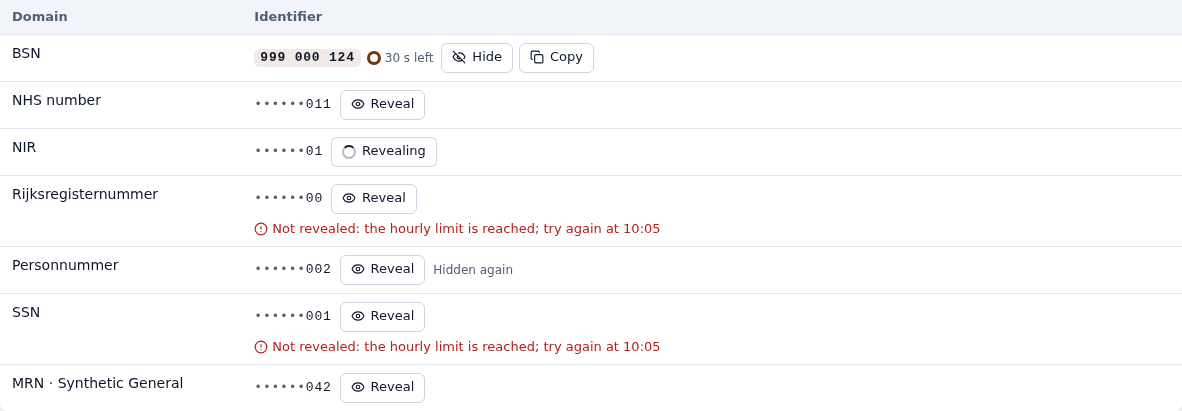 Domain Identifier
BSN 999 000 124 30 s left Hide Copy
NHS number ••••••011 Reveal
NIR ••••••01 Revealing
Rijksregisternummer ••••••00 Reveal
Not revealed: the hourly limit is reached; try again at 10:05
Personnummer ••••••002 Reveal Hidden again
SSN ••••••001 Reveal
Not revealed: the hourly limit is reached; try again at 10:05
MRN · Synthetic General ••••••042 Reveal